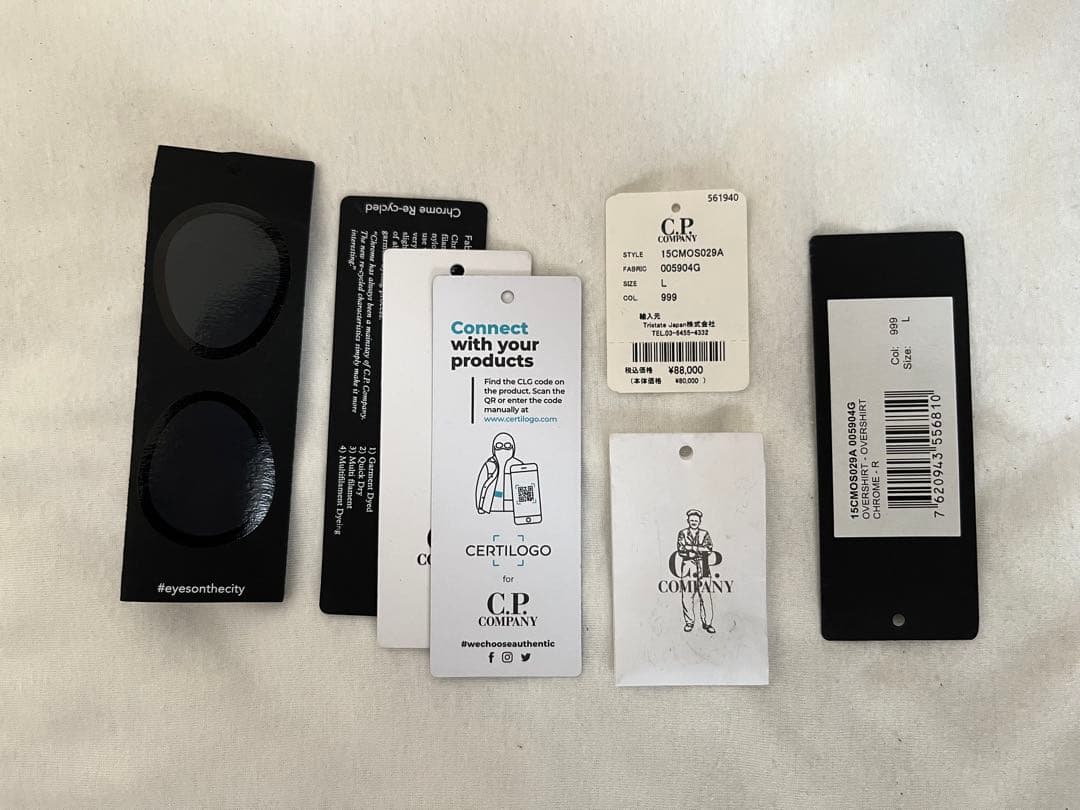 #eyesonthecity
Chrome Re-cycled
"Chrome has always been a mainstay of C.P. Company.
The new re-cycled characteristics simply make it more
interesting."
1) Garment Dyed
2) Quick Dry
3) Multi filament
4) Multifilament Dyeing
Connect
with your
products
Find the CLG code on
the product. Scan the
QR or enter the code
manually at
www.certilogo.com
CERTILOGO
for
C.P.
COMPANY
#wechooseauthentic
561940
C.P.
COMPANY
STYLE 15CMOS029A
FABRIC 005904G
SIZE L
COL 999
輸入元
Tristate Japan株式会社
TEL.03-6455-4332
税込価格 ¥88,000
(本体価格 ¥80,000 )
C.P.
COMPANY
15CMOS029A 005904G
OVERSHIRT - OVERSHIRT
CHROME - R
Col: 999
Size: L
7 620943 556810